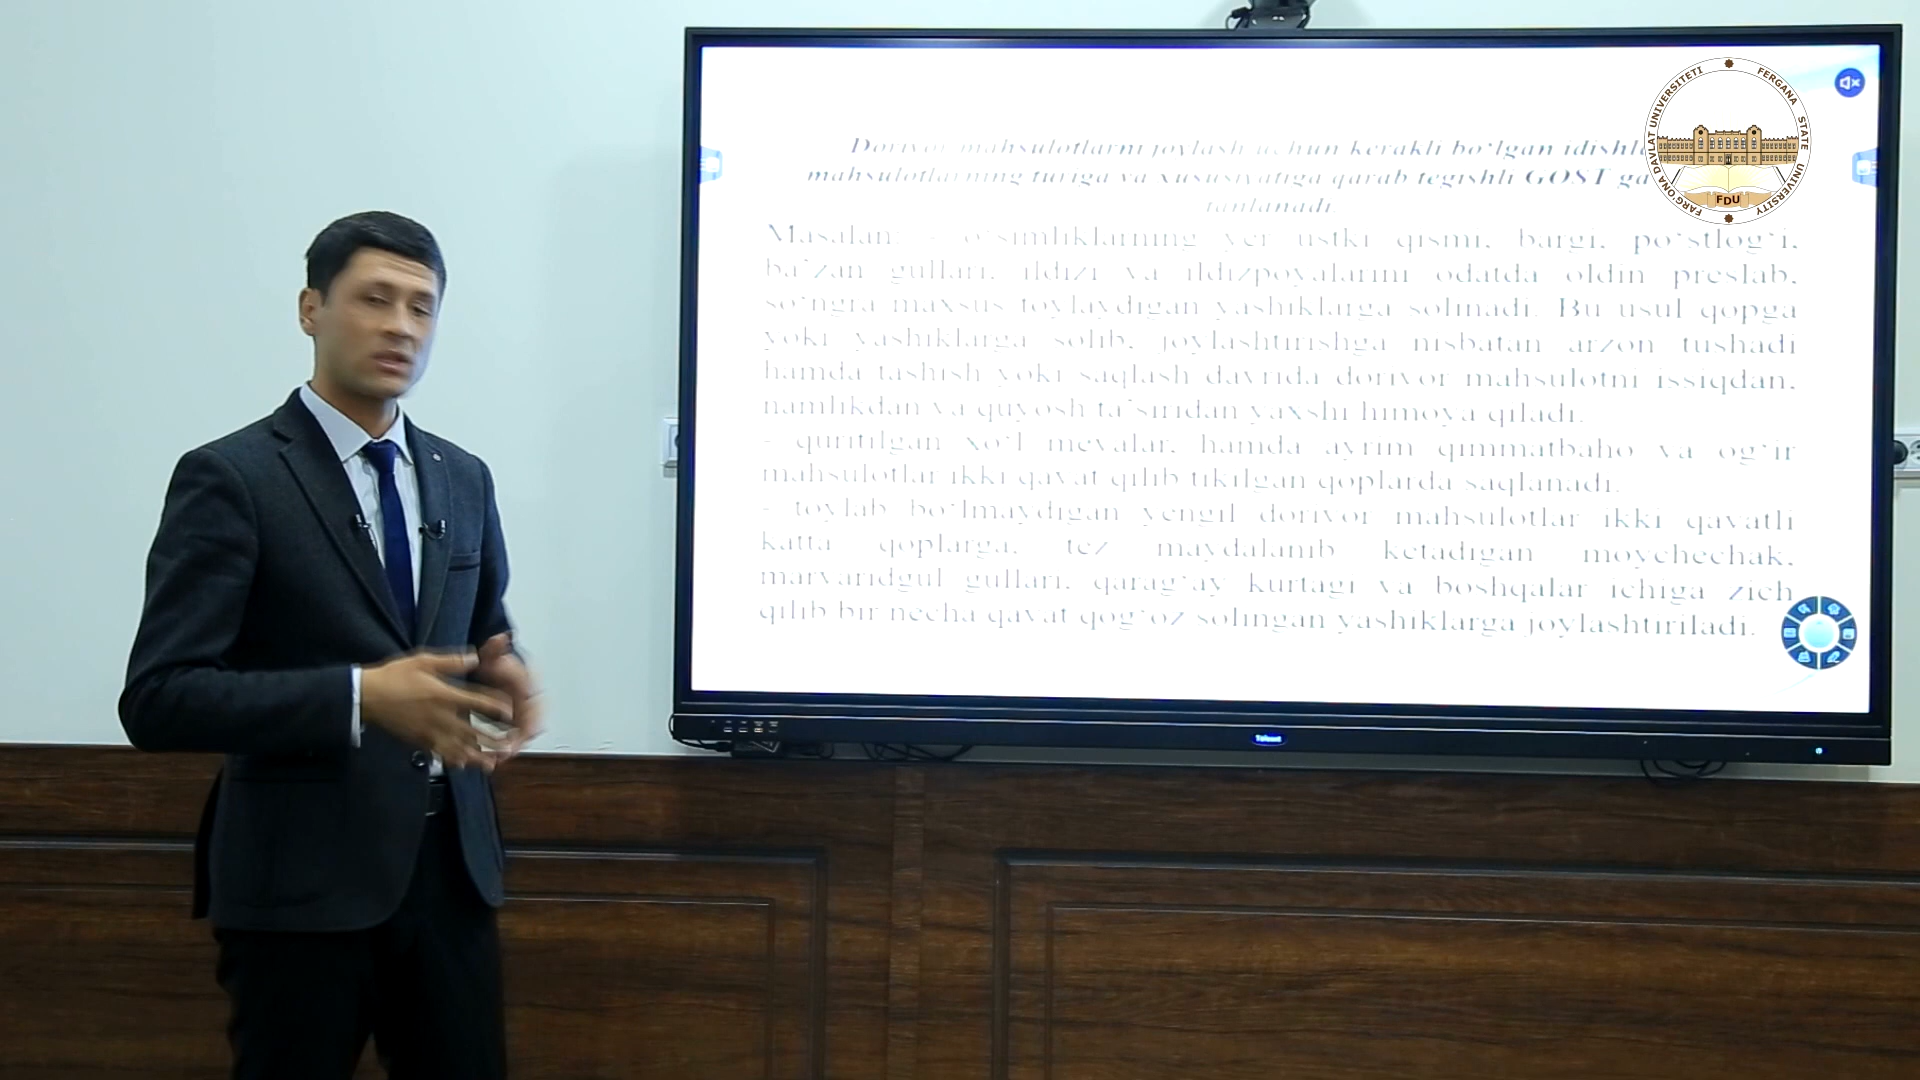 Dorivor mahsulotlarni joylash uchun kerakli bo‘lgan
mahsulotlarning turiga va xususiyatiga qarab tegishli GOST ga
tanlanadi.
Masalan: - o‘simliklarning yer ustki qismi, bargi, po‘stlog‘i,
ba’zan gullari, ildizi va ildizpoyalarini odatda oldin preslab,
so‘ngra maxsus toylaydigan yashiklarga solinadi. Bu usul qopga
yoki yashiklarga solib, joylashtirishga nisbatan arzon tushadi
hamda tashish yoki saqlash davrida dorivor mahsulotni issiqdan,
namlikdan va quyosh ta’siridan yaxshi himoya qiladi.
- quritilgan xo‘l mevalar, hamda ayrim qimmatbaho va og‘ir
mahsulotlar ikki qavat qilib tikilgan qoplarda saqlanadi.
- toylab bo‘lmaydigan yengil dorivor mahsulotlar ikki qavatli
katta qoplarga, tez maydalanib ketadigan moychechak,
marvaridgul gullari, qarag‘ay kurtagi va boshqalar ichiga zich
qilib bir necha qavat qog‘oz solingan yashiklarga joylashtiriladi.
FARG'ONA DAVLAT UNIVERSITETI
FERGANA STATE UNIVERSITY
FDU